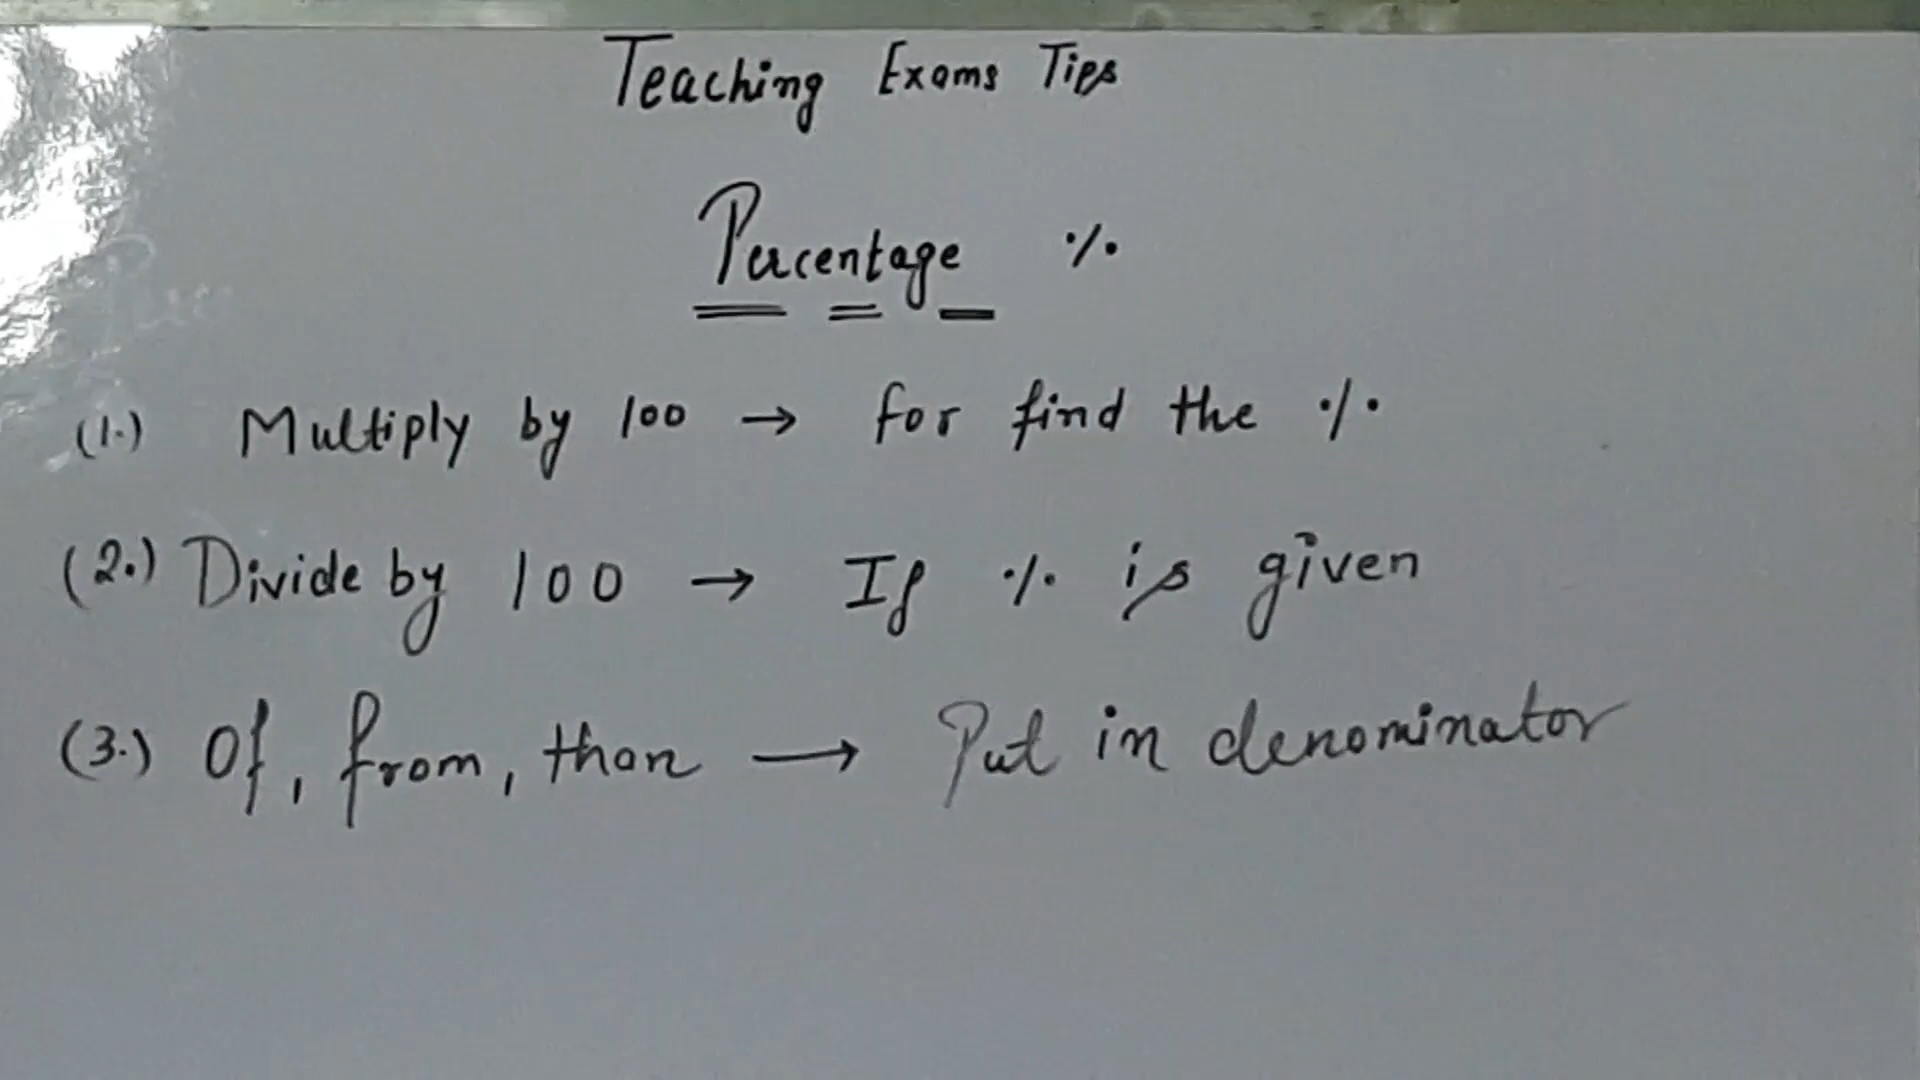 Teaching Exams Tips
Percentage %
(1.) Multiply by 100 → for find the %
(2.) Divide by 100 → If % is given
(3.) Of, from, than → Put in denominator